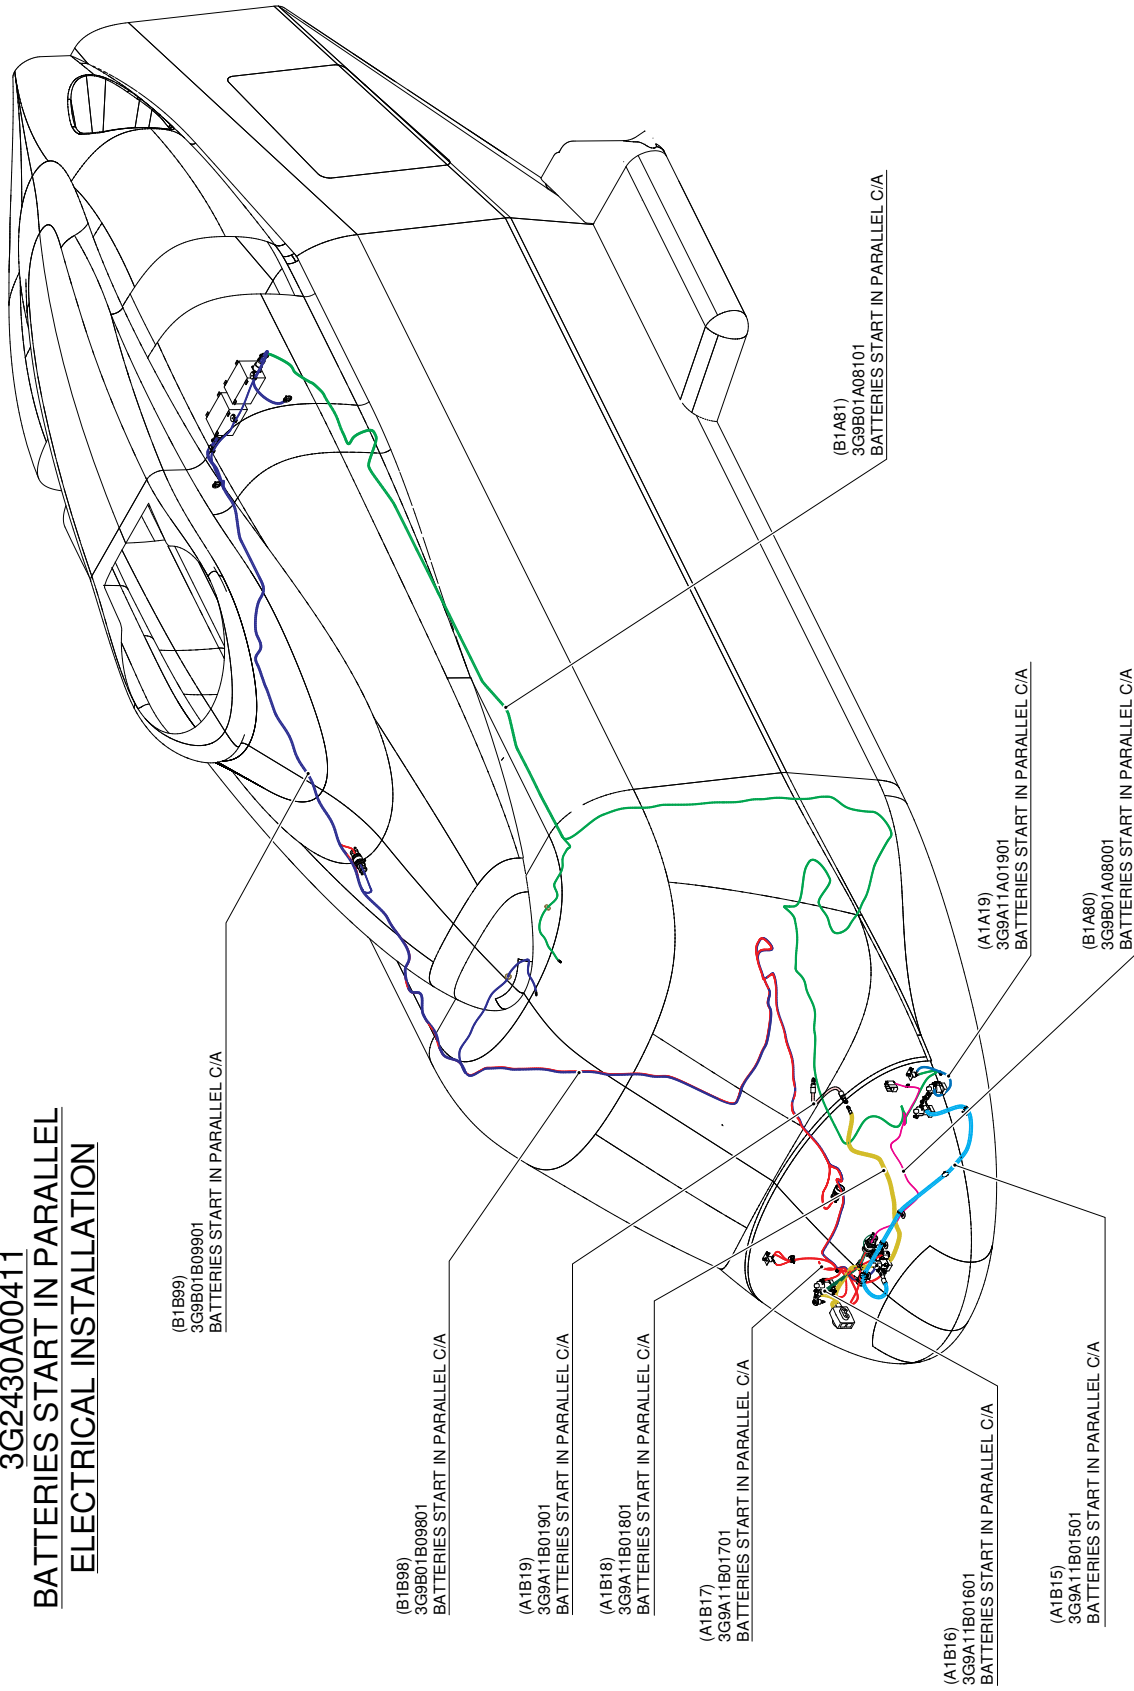 3G2430A00411
BATTERIES START IN PARALLEL
ELECTRICAL INSTALLATION
(B1B99)
3G9B01B09901
BATTERIES START IN PARALLEL C/A
(B1B98)
3G9B01B09801
BATTERIES START IN PARALLEL C/A
(A1B19)
3G9A11B01901
BATTERIES START IN PARALLEL C/A
(A1B18)
3G9A11B01801
BATTERIES START IN PARALLEL C/A
(A1B17)
3G9A11B01701
BATTERIES START IN PARALLEL C/A
(A1B16)
3G9A11B01601
BATTERIES START IN PARALLEL C/A
(A1B15)
3G9A11B01501
BATTERIES START IN PARALLEL C/A
(B1A80)
3G9B01A08001
BATTERIES START IN PARALLEL C/A
(A1A19)
3G9A11A01901
BATTERIES START IN PARALLEL C/A
(B1A81)
3G9B01A08101
BATTERIES START IN PARALLEL C/A